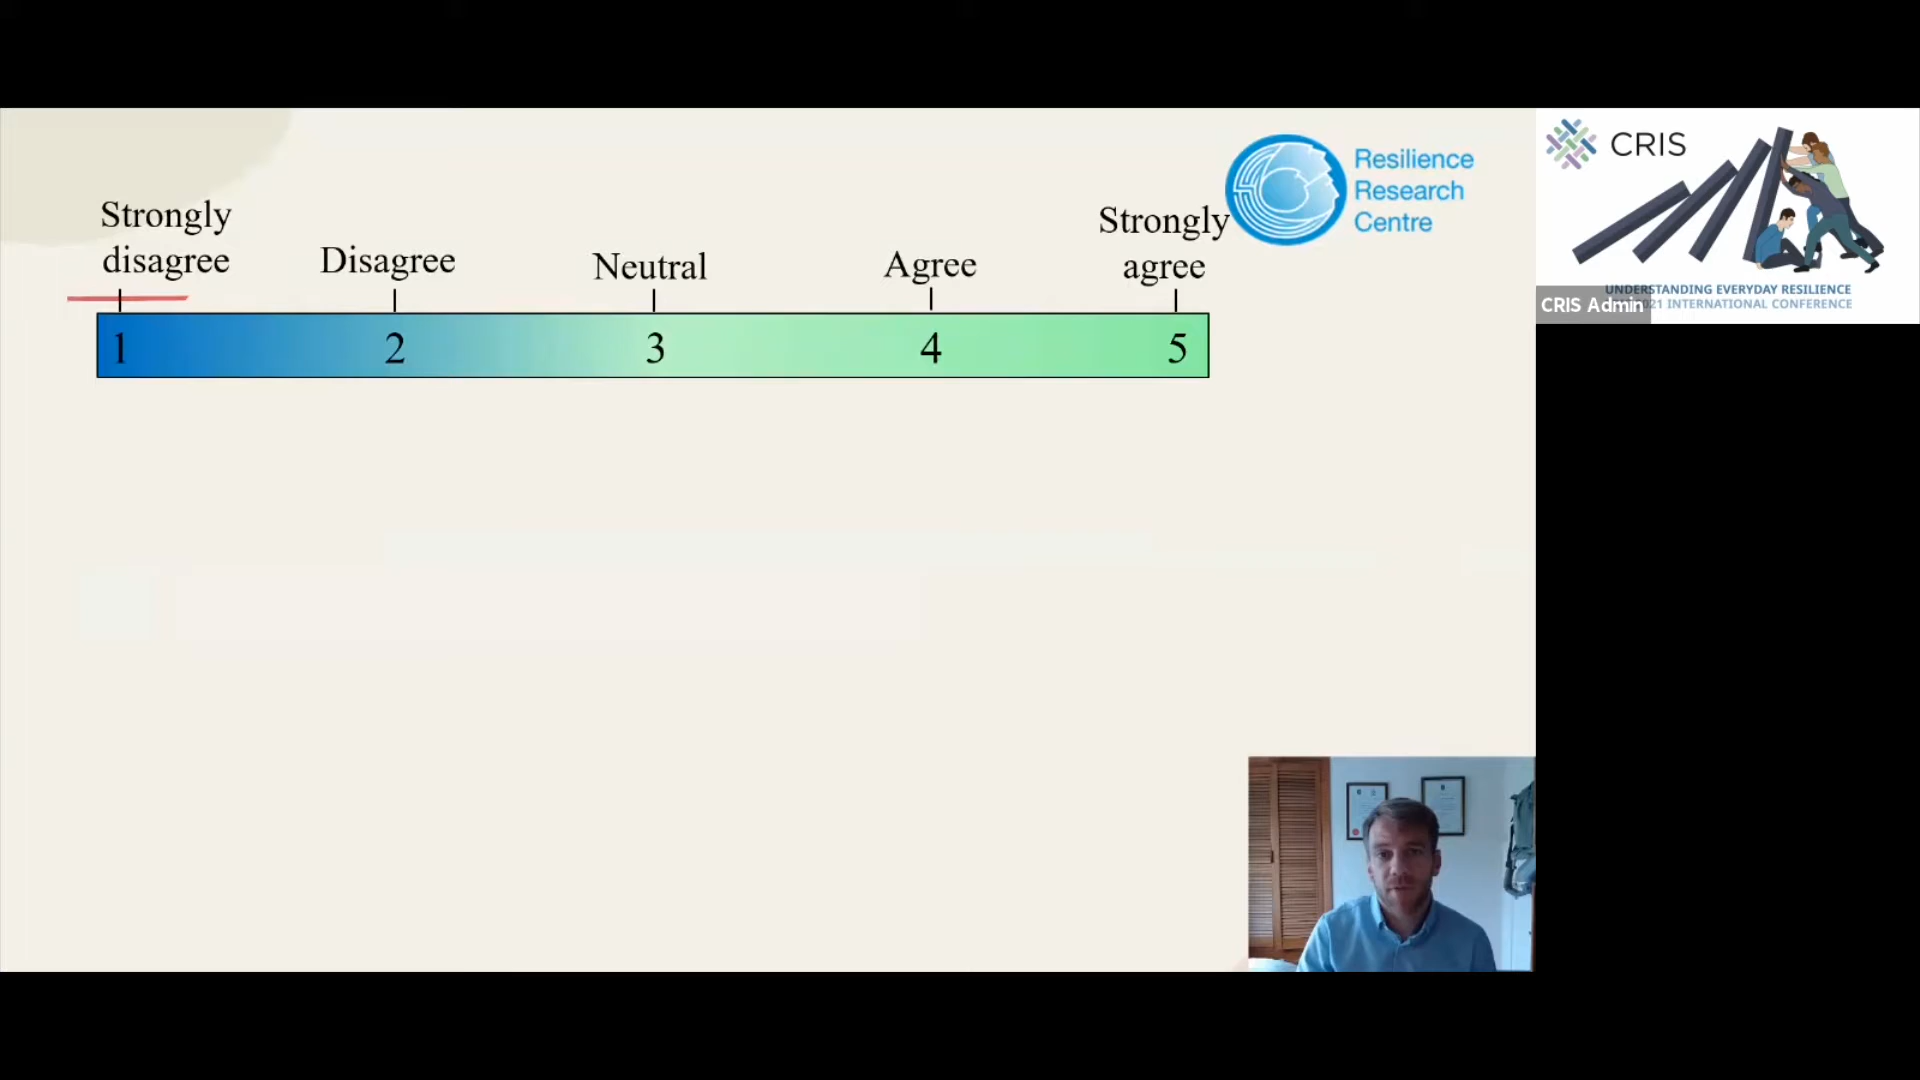 Strongly
disagree
Disagree
Neutral
Agree
Strongly
agree
1
2
3
4
5
Resilience
Research
Centre
CRIS
UNDERSTANDING EVERYDAY RESILIENCE
21 INTERNATIONAL CONFERENCE
CRIS Admin